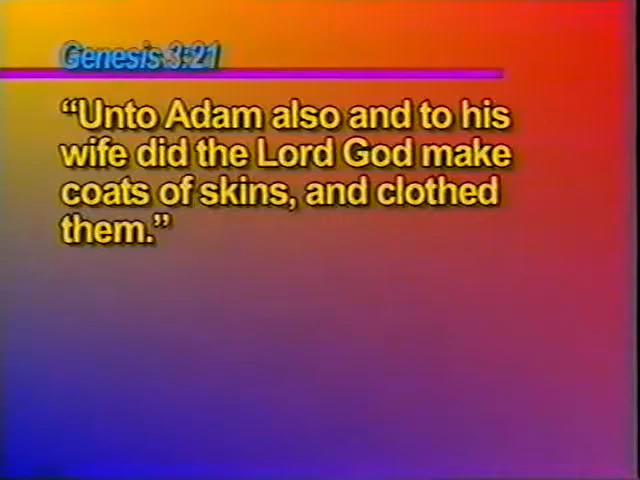 Genesis 3:21
“Unto Adam also and to his
wife did the Lord God make
coats of skins, and clothed
them.”